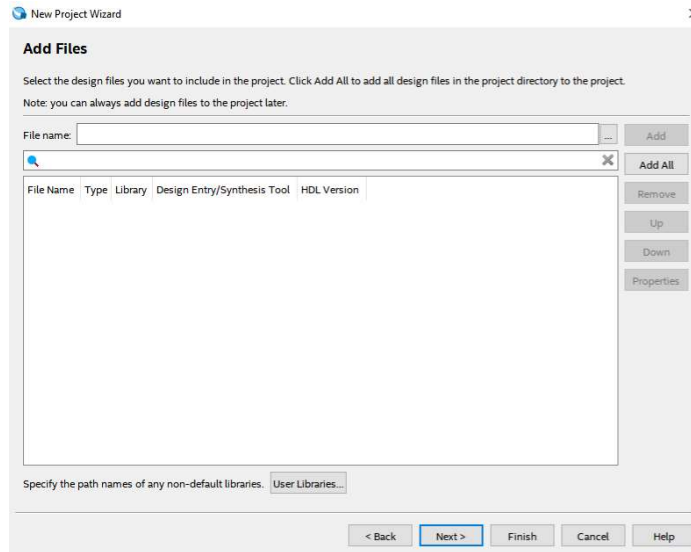 New Project Wizard
Add Files
Select the design files you want to include in the project. Click Add All to add all design files in the project directory to the project.
Note: you can always add design files to the project later.
File name: ... Add
Add All
File Name Type Library Design Entry/Synthesis Tool HDL Version
Remove
Up
Down
Properties
Specify the path names of any non-default libraries. User Libraries...
< Back Next > Finish Cancel Help